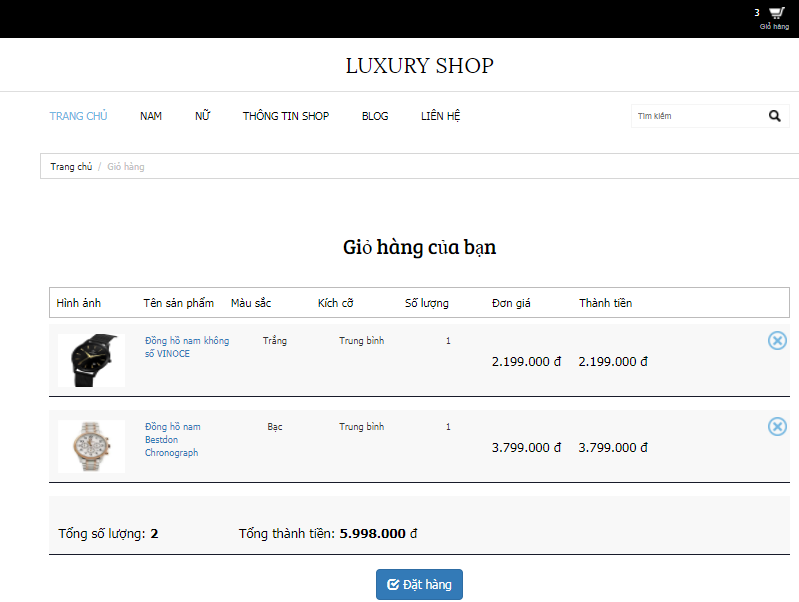 3
Giỏ hàng
LUXURY SHOP
TRANG CHỦ NAM NỮ THÔNG TIN SHOP BLOG LIÊN HỆ Tìm kiếm
Trang chủ / Giỏ hàng
Giỏ hàng của bạn
Hình ảnh Tên sản phẩm Màu sắc Kích cỡ Số lượng Đơn giá Thành tiền
Đồng hồ nam không Trắng Trung bình 1
số VINOCE
2.199.000 đ 2.199.000 đ
Đồng hồ nam Bạc Trung bình 1
Bestdon
3.799.000 đ 3.799.000 đ
Chronograph
Tổng số lượng: 2 Tổng thành tiền: 5.998.000 đ
Đặt hàng